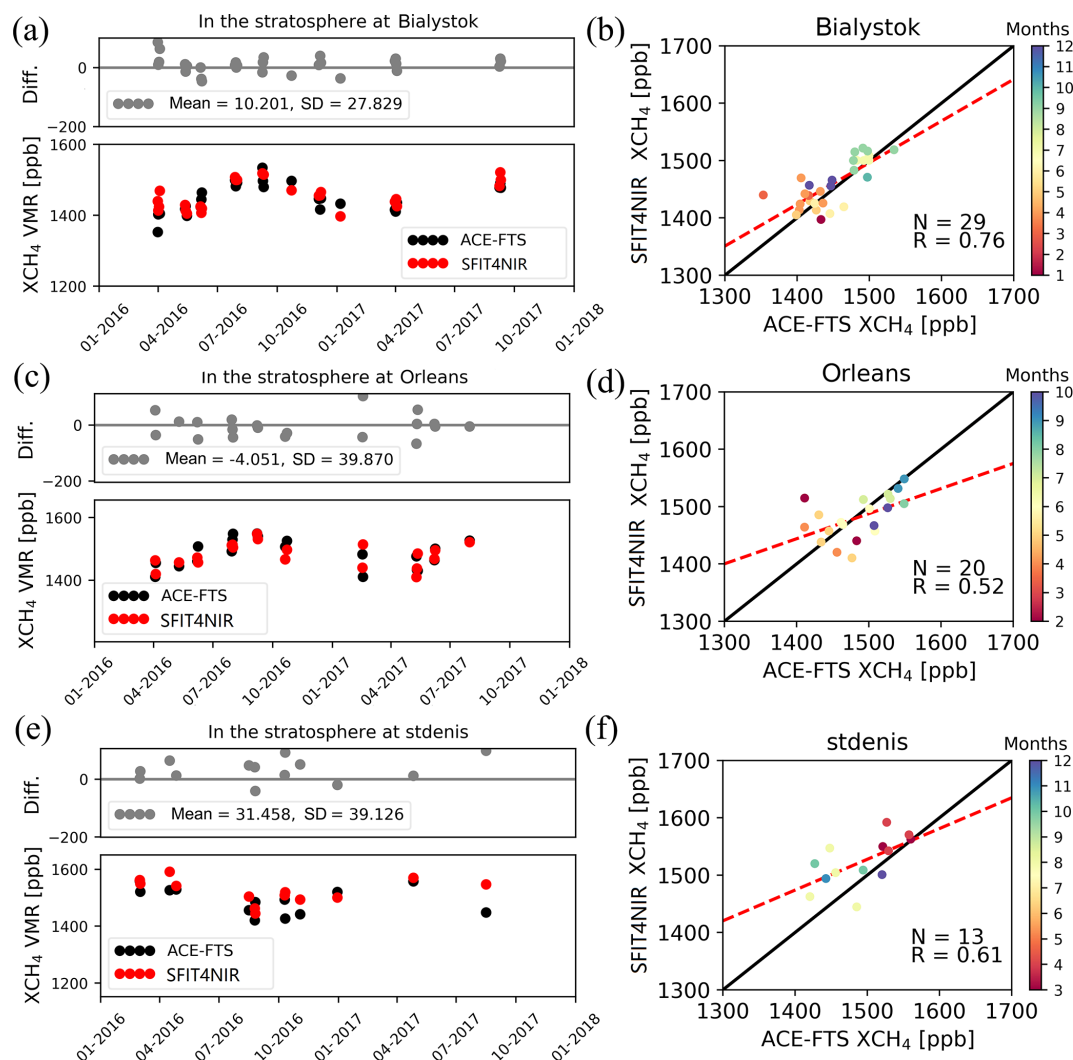 (a)
In the stratosphere at Bialystok
Diff.
0
−200
Mean = 10.201, SD = 27.829
XCH₄ VMR [ppb]
1600
1400
1200
ACE-FTS
SFIT4NIR
01-2016
04-2016
07-2016
10-2016
01-2017
04-2017
07-2017
10-2017
01-2018
(b)
Bialystok
Months
SFIT4NIR XCH₄ [ppb]
1700
1600
1500
1400
1300
N = 29
R = 0.76
1300 1400 1500 1600 1700
ACE-FTS XCH₄ [ppb]
12
11
10
9
8
7
6
5
4
3
2
1
(c)
In the stratosphere at Orleans
Diff.
0
−200
Mean = -4.051, SD = 39.870
XCH₄ VMR [ppb]
1600
1400
ACE-FTS
SFIT4NIR
01-2016
04-2016
07-2016
10-2016
01-2017
04-2017
07-2017
10-2017
01-2018
(d)
Orleans
Months
SFIT4NIR XCH₄ [ppb]
1700
1600
1500
1400
1300
N = 20
R = 0.52
1300 1400 1500 1600 1700
ACE-FTS XCH₄ [ppb]
10
9
8
7
6
5
4
3
2
(e)
In the stratosphere at stdenis
Diff.
0
−200
Mean = 31.458, SD = 39.126
XCH₄ VMR [ppb]
1600
1400
1200
ACE-FTS
SFIT4NIR
01-2016
04-2016
07-2016
10-2016
01-2017
04-2017
07-2017
10-2017
01-2018
(f)
stdenis
Months
SFIT4NIR XCH₄ [ppb]
1700
1600
1500
1400
1300
N = 13
R = 0.61
1300 1400 1500 1600 1700
ACE-FTS XCH₄ [ppb]
12
11
10
9
8
7
6
5
4
3